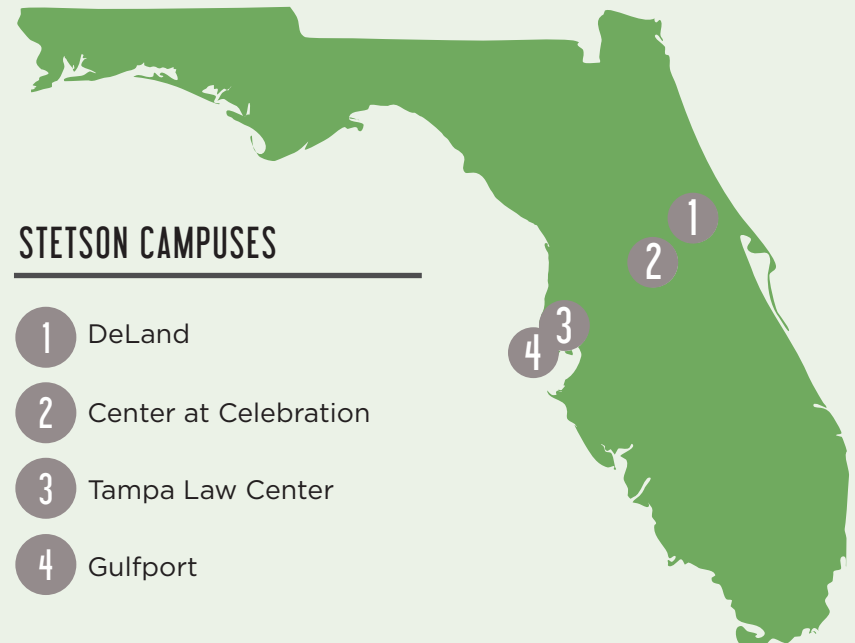 STETSON CAMPUSES
1 DeLand
2 Center at Celebration
3 Tampa Law Center
4 Gulfport
1
2
3
4